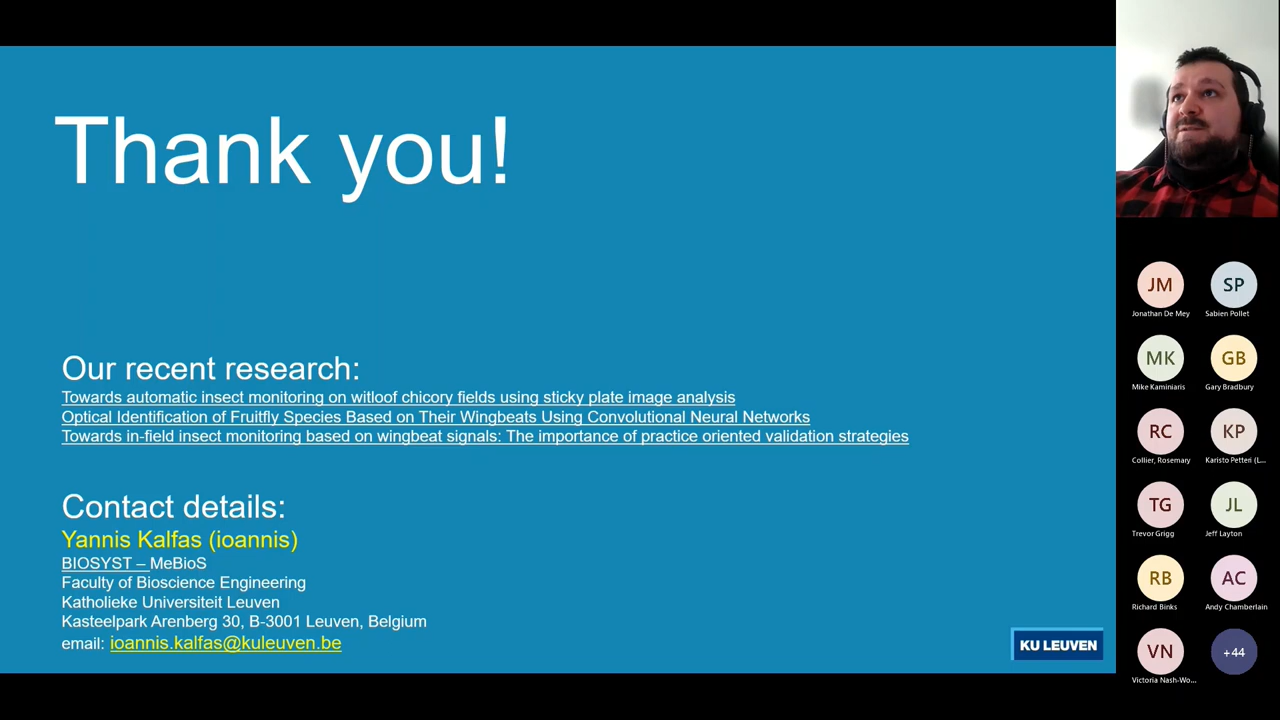 Thank you!
Our recent research:
Towards automatic insect monitoring on witloof chicory fields using sticky plate image analysis
Optical Identification of Fruitfly Species Based on Their Wingbeats Using Convolutional Neural Networks
Towards in-field insect monitoring based on wingbeat signals: The importance of practice oriented validation strategies
Contact details:
Yannis Kalfas (ioannis)
BIOSYST – MeBioS
Faculty of Bioscience Engineering
Katholieke Universiteit Leuven
Kasteelpark Arenberg 30, B-3001 Leuven, Belgium
email: ioannis.kalfas@kuleuven.be
KU LEUVEN
JM
Jonathan De Mey
SP
Sabien Pollet
MK
Mike Kaminiaris
GB
Gary Bradbury
RC
Collier, Rosemary
KP
Karisto Petteri (L...
TG
Trevor Grigg
JL
Jeff Layton
RB
Richard Binks
AC
Andy Chamberlain
VN
Victoria Nash-Wo...
+44